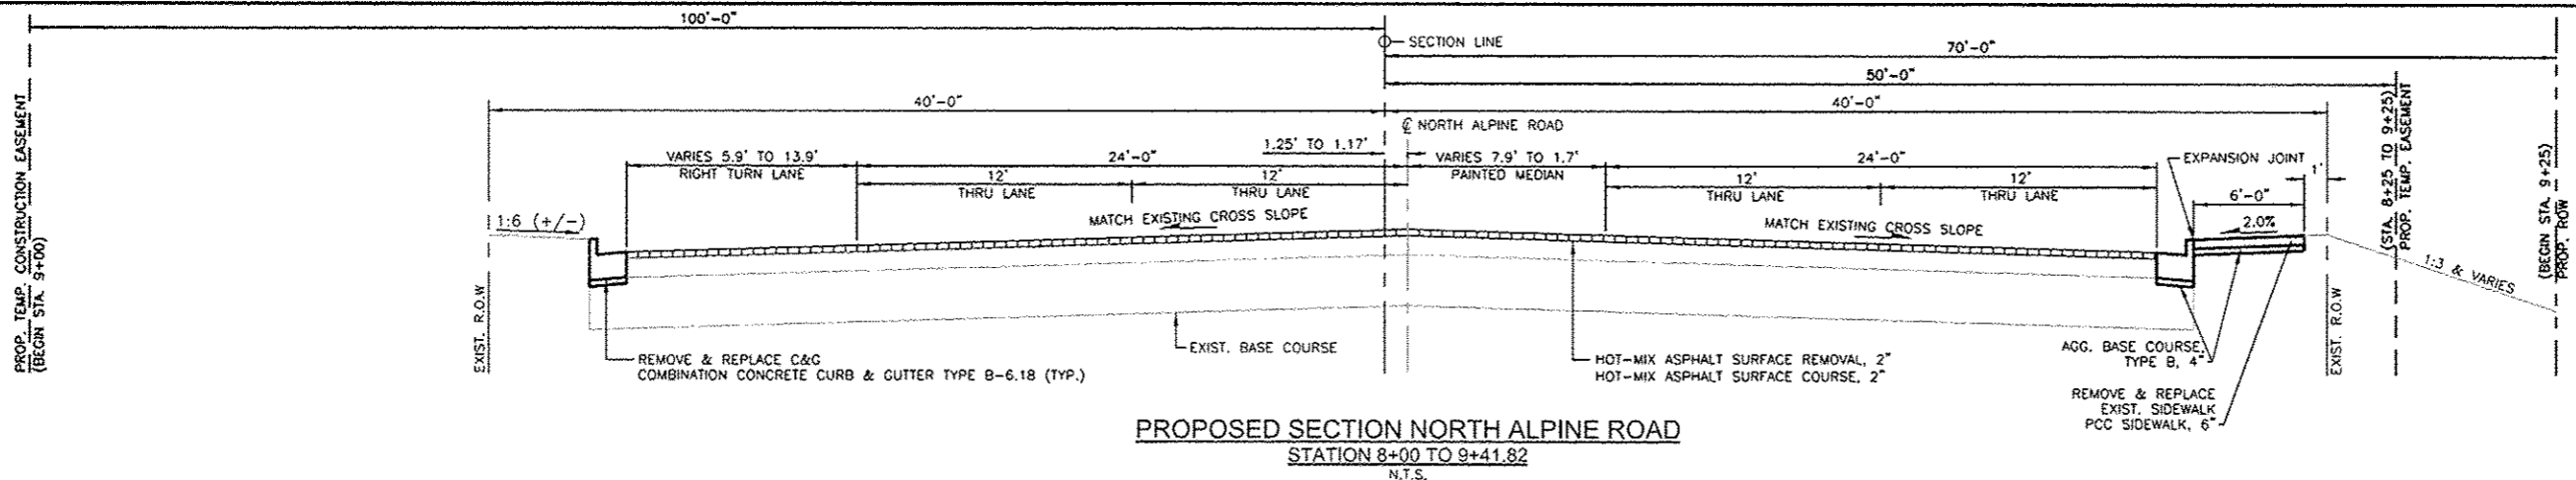 100'-0"
SECTION LINE
70'-0"
50'-0"
40'-0"
40'-0"
℄ NORTH ALPINE ROAD
PROP. TEMP. CONSTRUCTION EASEMENT
(BEGIN STA. 9+00)
EXIST. R.O.W
1:6 (+/-)
VARIES 5.9' TO 13.9'
RIGHT TURN LANE
24'-0"
12'
THRU LANE
12'
THRU LANE
1.25' TO 1.17'
VARIES 7.9' TO 1.7'
PAINTED MEDIAN
24'-0"
12'
THRU LANE
12'
THRU LANE
EXPANSION JOINT
1'
6'-0"
2.0%
MATCH EXISTING CROSS SLOPE
MATCH EXISTING CROSS SLOPE
1:3 & VARIES
(STA. 8+25 TO 9+25)
PROP. TEMP. EASEMENT
(BEGIN STA. 9+25)
PROP. ROW
EXIST. R.O.W
REMOVE & REPLACE C&G
COMBINATION CONCRETE CURB & GUTTER TYPE B-6.18 (TYP.)
EXIST. BASE COURSE
HOT-MIX ASPHALT SURFACE REMOVAL, 2"
HOT-MIX ASPHALT SURFACE COURSE, 2"
AGG. BASE COURSE,
TYPE B, 4"
REMOVE & REPLACE
EXIST. SIDEWALK
PCC SIDEWALK, 6"
PROPOSED SECTION NORTH ALPINE ROAD
STATION 8+00 TO 9+41.82
N.T.S.